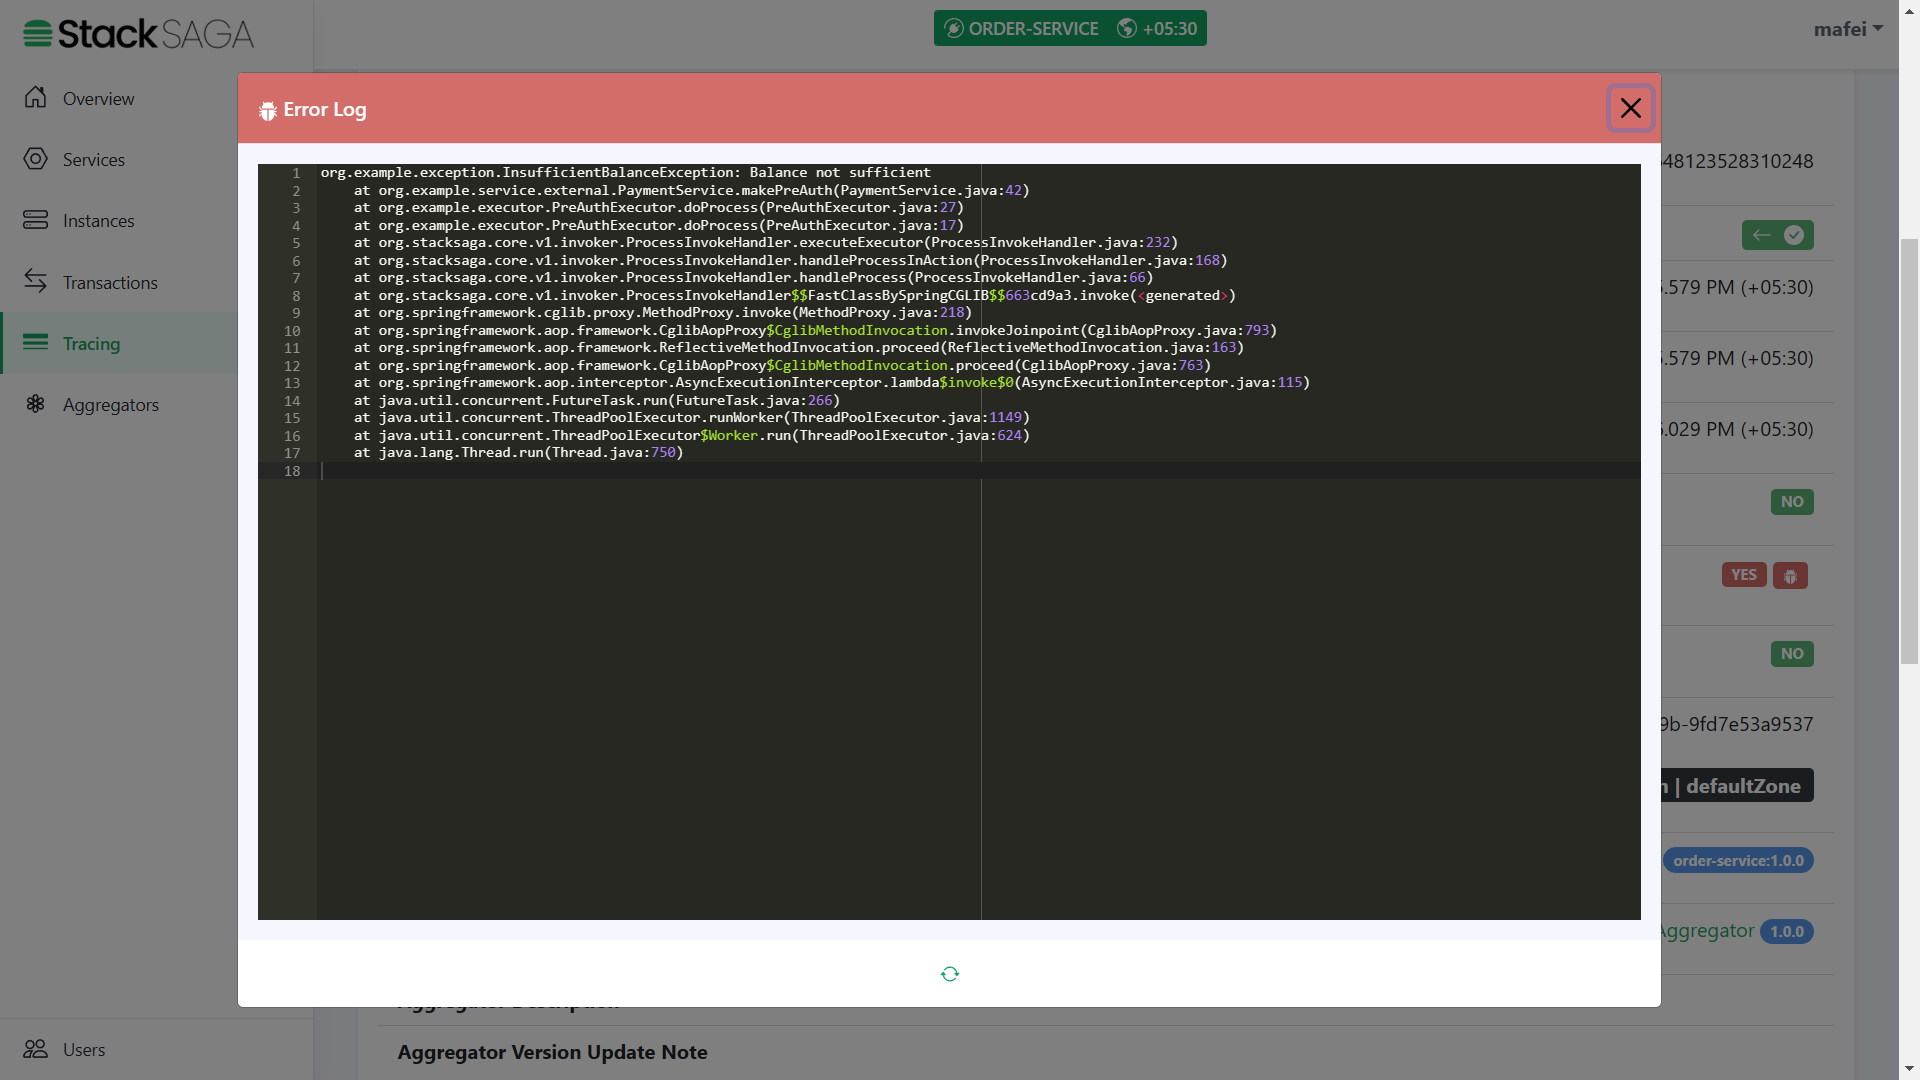 StackSAGA
ORDER-SERVICE +05:30
mafei
Overview
Services
Instances
Transactions
Tracing
Aggregators
Users
Error Log
1 org.example.exception.InsufficientBalanceException: Balance not sufficient
2 at org.example.service.external.PaymentService.makePreAuth(PaymentService.java:42)
3 at org.example.executor.PreAuthExecutor.doProcess(PreAuthExecutor.java:27)
4 at org.example.executor.PreAuthExecutor.doProcess(PreAuthExecutor.java:17)
5 at org.stacksaga.core.v1.invoker.ProcessInvokeHandler.executeExecutor(ProcessInvokeHandler.java:232)
6 at org.stacksaga.core.v1.invoker.ProcessInvokeHandler.handleProcessInAction(ProcessInvokeHandler.java:168)
7 at org.stacksaga.core.v1.invoker.ProcessInvokeHandler.handleProcess(ProcessInvokeHandler.java:66)
8 at org.stacksaga.core.v1.invoker.ProcessInvokeHandler$$FastClassBySpringCGLIB$$663cd9a3.invoke(<generated>)
9 at org.springframework.cglib.proxy.MethodProxy.invoke(MethodProxy.java:218)
10 at org.springframework.aop.framework.CglibAopProxy$CglibMethodInvocation.invokeJoinpoint(CglibAopProxy.java:793)
11 at org.springframework.aop.framework.ReflectiveMethodInvocation.proceed(ReflectiveMethodInvocation.java:163)
12 at org.springframework.aop.framework.CglibAopProxy$CglibMethodInvocation.proceed(CglibAopProxy.java:763)
13 at org.springframework.aop.interceptor.AsyncExecutionInterceptor.lambda$invoke$0(AsyncExecutionInterceptor.java:115)
14 at java.util.concurrent.FutureTask.run(FutureTask.java:266)
15 at java.util.concurrent.ThreadPoolExecutor.runWorker(ThreadPoolExecutor.java:1149)
16 at java.util.concurrent.ThreadPoolExecutor$Worker.run(ThreadPoolExecutor.java:624)
17 at java.lang.Thread.run(Thread.java:750)
18
48123528310248
.579 PM (+05:30)
.579 PM (+05:30)
.029 PM (+05:30)
NO
YES
NO
9b-9fd7e53a9537
| defaultZone
order-service:1.0.0
Aggregator 1.0.0
Aggregator Description
Aggregator Version Update Note